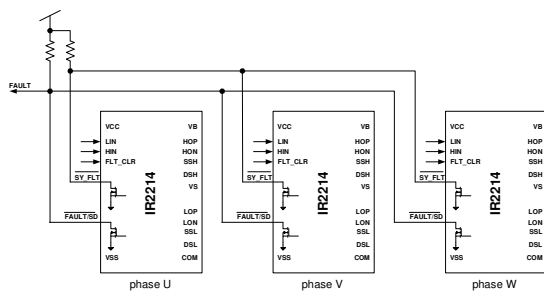 FAULT
VCC
VB
LIN
HOP
HIN
HON
FLT_CLR
SSH
DSH
SY_FLT
VS
IR2214
LOP
FAULT/SD
LON
SSL
DSL
VSS
COM
phase U
VCC
VB
LIN
HOP
HIN
HON
FLT_CLR
SSH
DSH
SY_FLT
VS
IR2214
LOP
FAULT/SD
LON
SSL
DSL
VSS
COM
phase V
VCC
VB
LIN
HOP
HIN
HON
FLT_CLR
SSH
DSH
SY_FLT
VS
IR2214
LOP
FAULT/SD
LON
SSL
DSL
VSS
COM
phase W